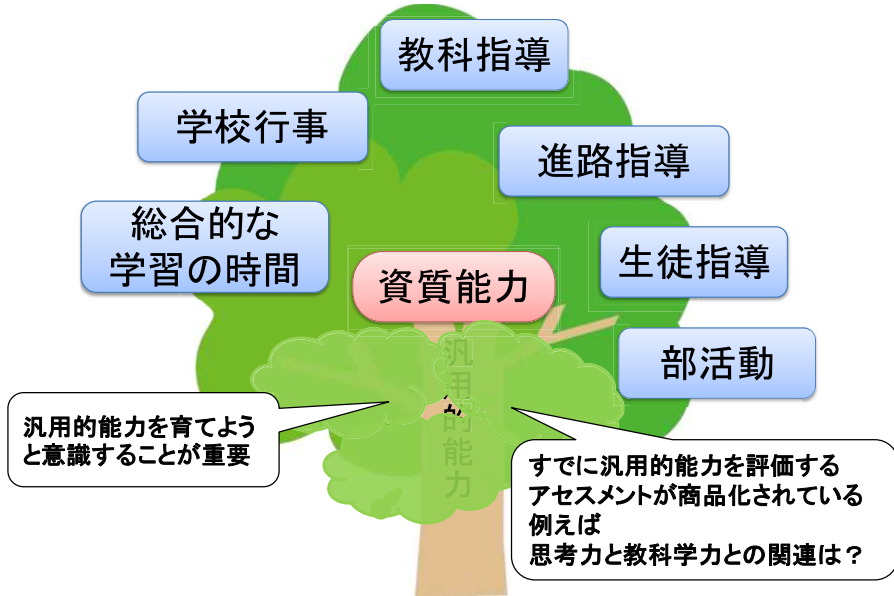 教科指導
学校行事
進路指導
総合的な
学習の時間
生徒指導
資質能力
部活動
汎用的能力
汎用的能力を育てよう
と意識することが重要
すでに汎用的能力を評価する
アセスメントが商品化されている
例えば
思考力と教科学力との関連は？